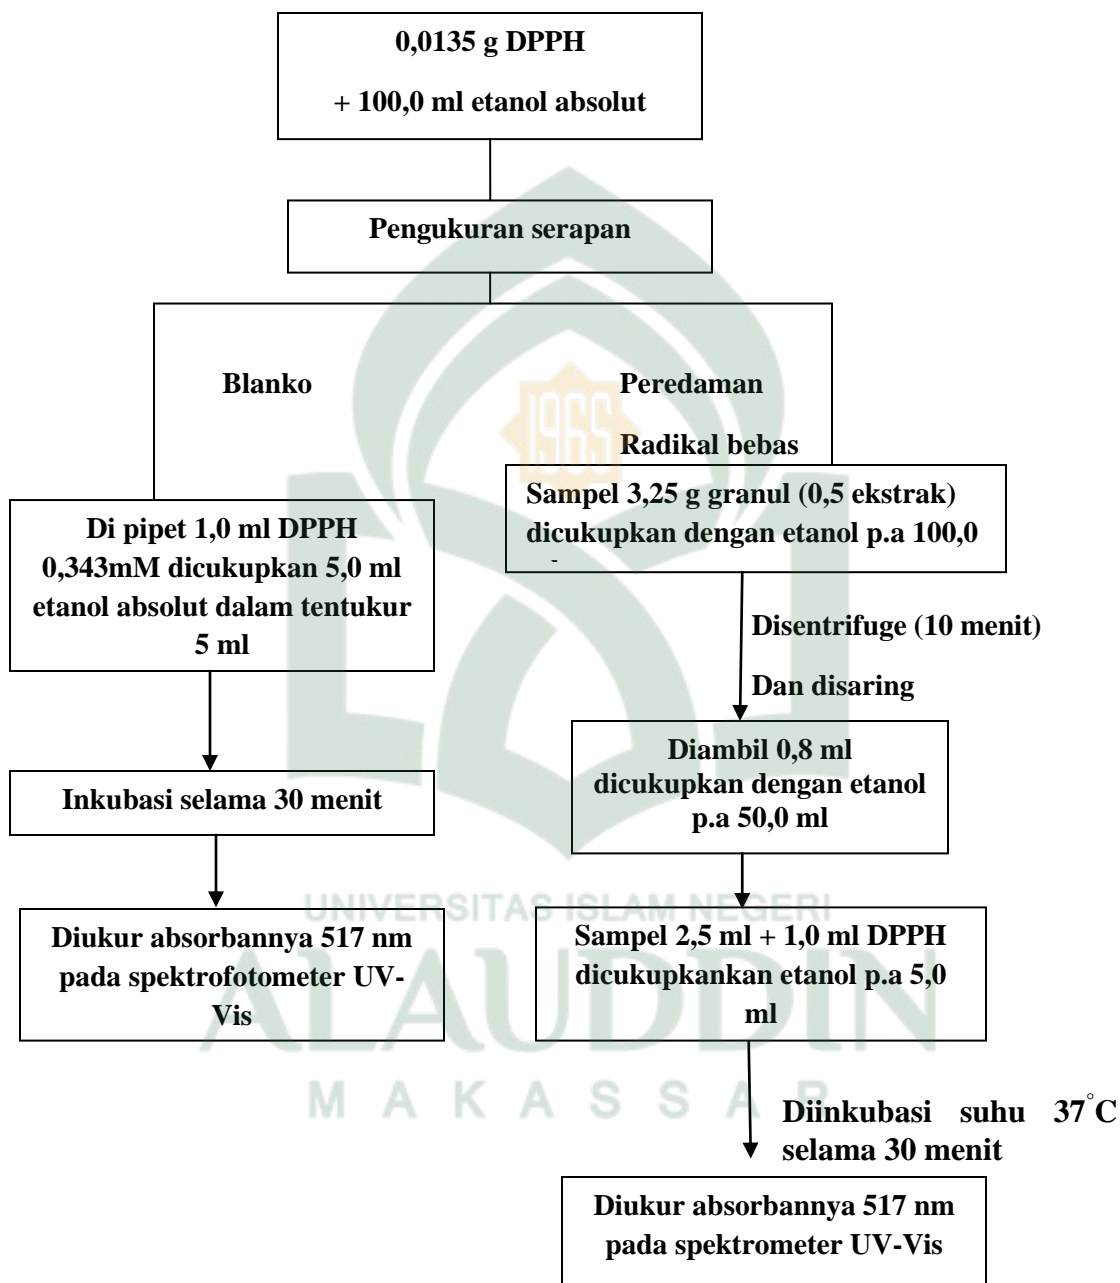 0,0135 g DPPH
+ 100,0 ml etanol absolut
Pengukuran serapan
Blanko
Peredaman
Radikal bebas
Di pipet 1,0 ml DPPH
0,343mM dicukupkan 5,0 ml
etanol absolut dalam tentukur
5 ml
Inkubasi selama 30 menit
Diukur absorbannya 517 nm
pada spektrofotometer UV-
Vis
Sampel 3,25 g granul (0,5 ekstrak)
dicukupkan dengan etanol p.a 100,0
Disentrifuge (10 menit)
Dan disaring
Diambil 0,8 ml
dicukupkan dengan etanol
p.a 50,0 ml
Sampel 2,5 ml + 1,0 ml DPPH
dicukupkankan etanol p.a 5,0
ml
Diinkubasi suhu 37°C
selama 30 menit
Diukur absorbannya 517 nm
pada spektrometer UV-Vis
1965
UNIVERSITAS ISLAM NEGERI
ALAUDDIN
MAKASSAR